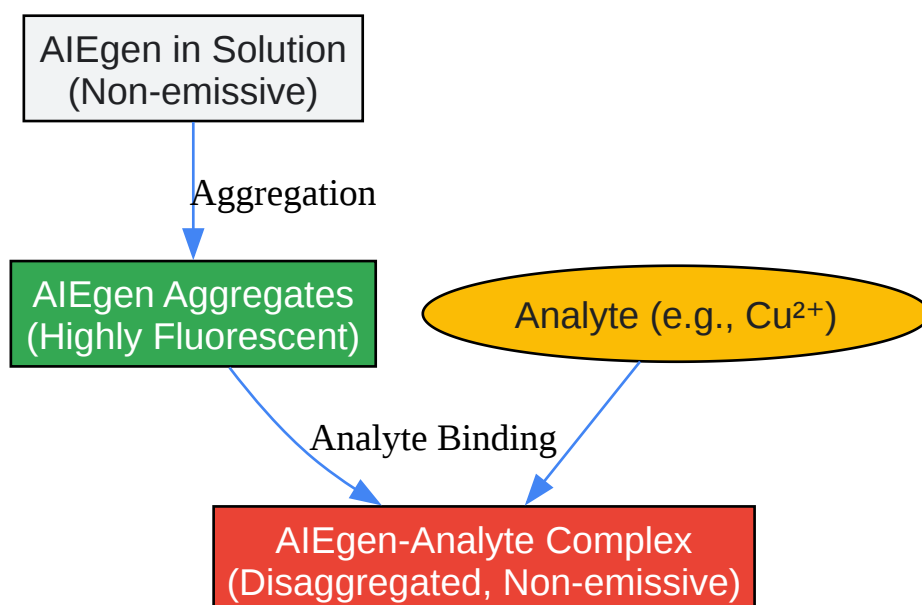 AIEgen in Solution
(Non-emissive)
Aggregation
AIEgen Aggregates
(Highly Fluorescent)
Analyte (e.g., Cu²⁺)
Analyte Binding
AIEgen-Analyte Complex
(Disaggregated, Non-emissive)